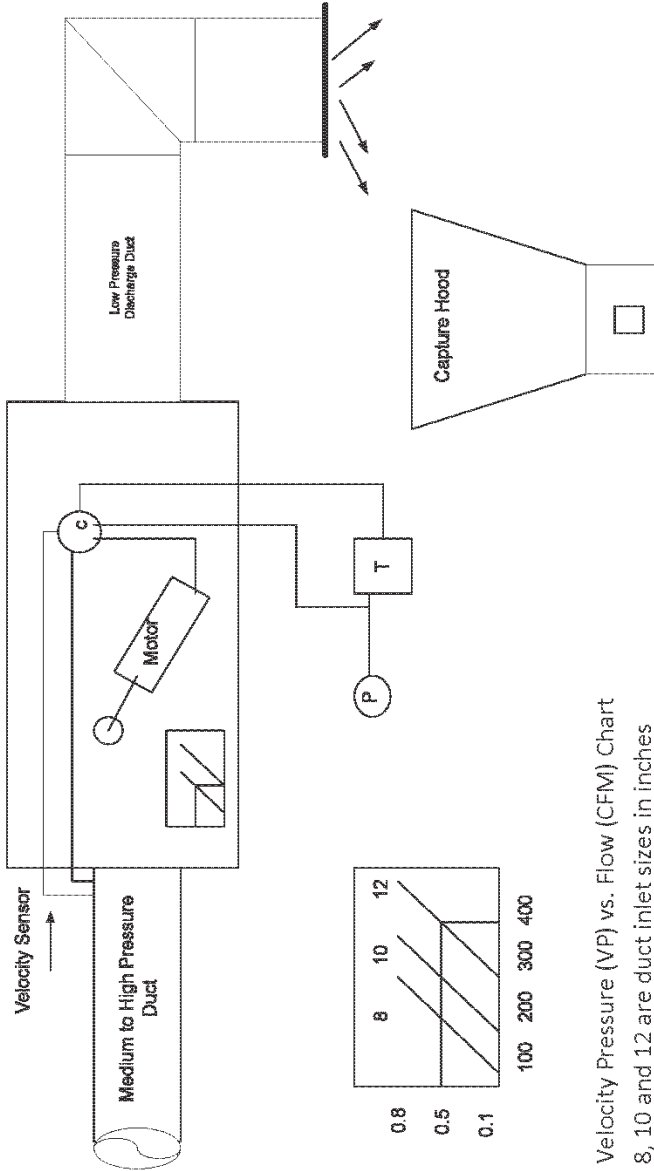 Velocity Sensor
Medium to High Pressure
Duct
Motor
C
Low Pressure
Discharge Duct
P
T
Capture Hood
8
10
12
0.8
0.5
0.1
100
200
300
400
Velocity Pressure (VP) vs. Flow (CFM) Chart
8, 10 and 12 are duct inlet sizes in inches